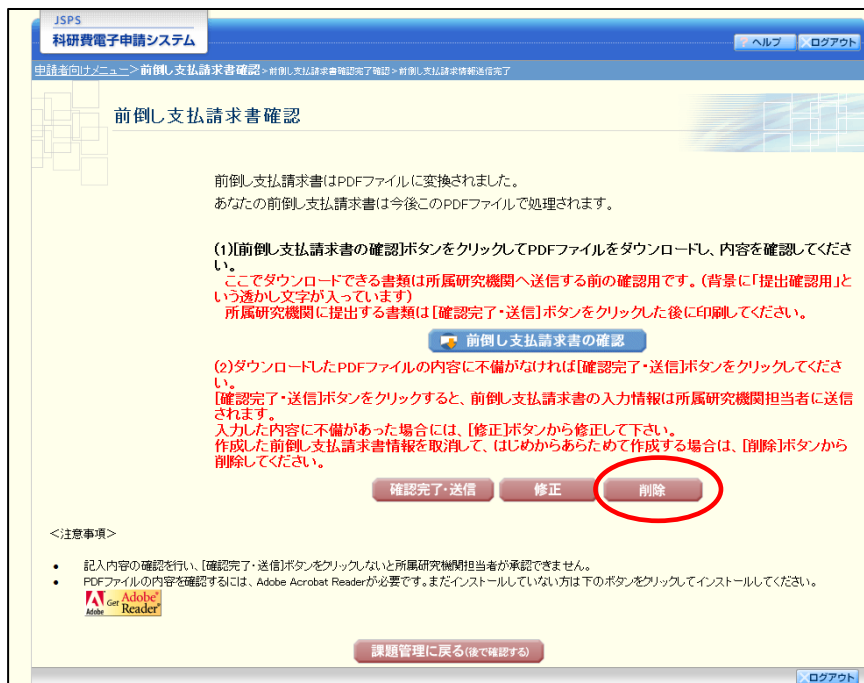 JSPS
科研費電子申請システム
ヘルプ
ログアウト
申請者向けメニュー>前倒し支払請求書確認>前倒し支払請求書確認完了確認>前倒し支払請求情報送信完了
前倒し支払請求書確認
前倒し支払請求書はPDFファイルに変換されました。
あなたの前倒し支払請求書は今後このPDFファイルで処理されます。
(1)[前倒し支払請求書の確認]ボタンをクリックしてPDFファイルをダウンロードし、内容を確認してくださ
い。
ここでダウンロードできる書類は所属研究機関へ送信する前の確認用です。(背景に「提出確認用」と
いう透かし文字が入っています)
所属研究機関に提出する書類は[確認完了・送信]ボタンをクリックした後に印刷してください。
前倒し支払請求書の確認
(2)ダウンロードしたPDFファイルの内容に不備がなければ[確認完了・送信]ボタンをクリックしてくださ
い。
[確認完了・送信]ボタンをクリックすると、前倒し支払請求書の入力情報は所属研究機関担当者に送信
されます。
入力した内容に不備があった場合には、[修正]ボタンから修正して下さい。
作成した前倒し支払請求書情報を取消して、はじめからあらためて作成する場合は、[削除]ボタンから
削除してください。
確認完了・送信
修正
削除
<注意事項>
• 記入内容の確認を行い、[確認完了・送信]ボタンをクリックしないと所属研究機関担当者が承認できません。
• PDFファイルの内容を確認するには、Adobe Acrobat Readerが必要です。まだインストールしていない方は下のボタンをクリックしてインストールしてください。
Adobe Get Adobe® Reader®
課題管理に戻る(後で確認する)
ログアウト